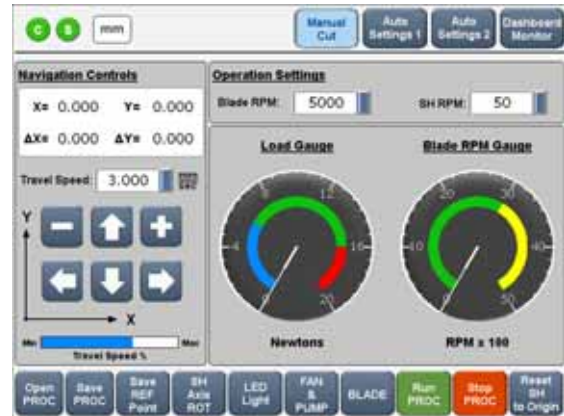 C S mm Manual Cut Auto Settings 1 Auto Settings 2 Dashboard Monitor
Navigation Controls
X= 0.000 Y= 0.000
ΔX= 0.000 ΔY= 0.000
Travel Speed: 3.000
Y
X
Min Max
Travel Speed %
Operation Settings
Blade RPM: 5000 SH RPM: 50
Load Gauge
0 4 8 12 16 20
Newtons
Blade RPM Gauge
0 10 20 30 40 50
RPM x 100
Open PROC Save PROC Save REF Point SH Axis ROT LED Light FAN & PUMP BLADE Run PROC Stop PROC Reset SH to Origin